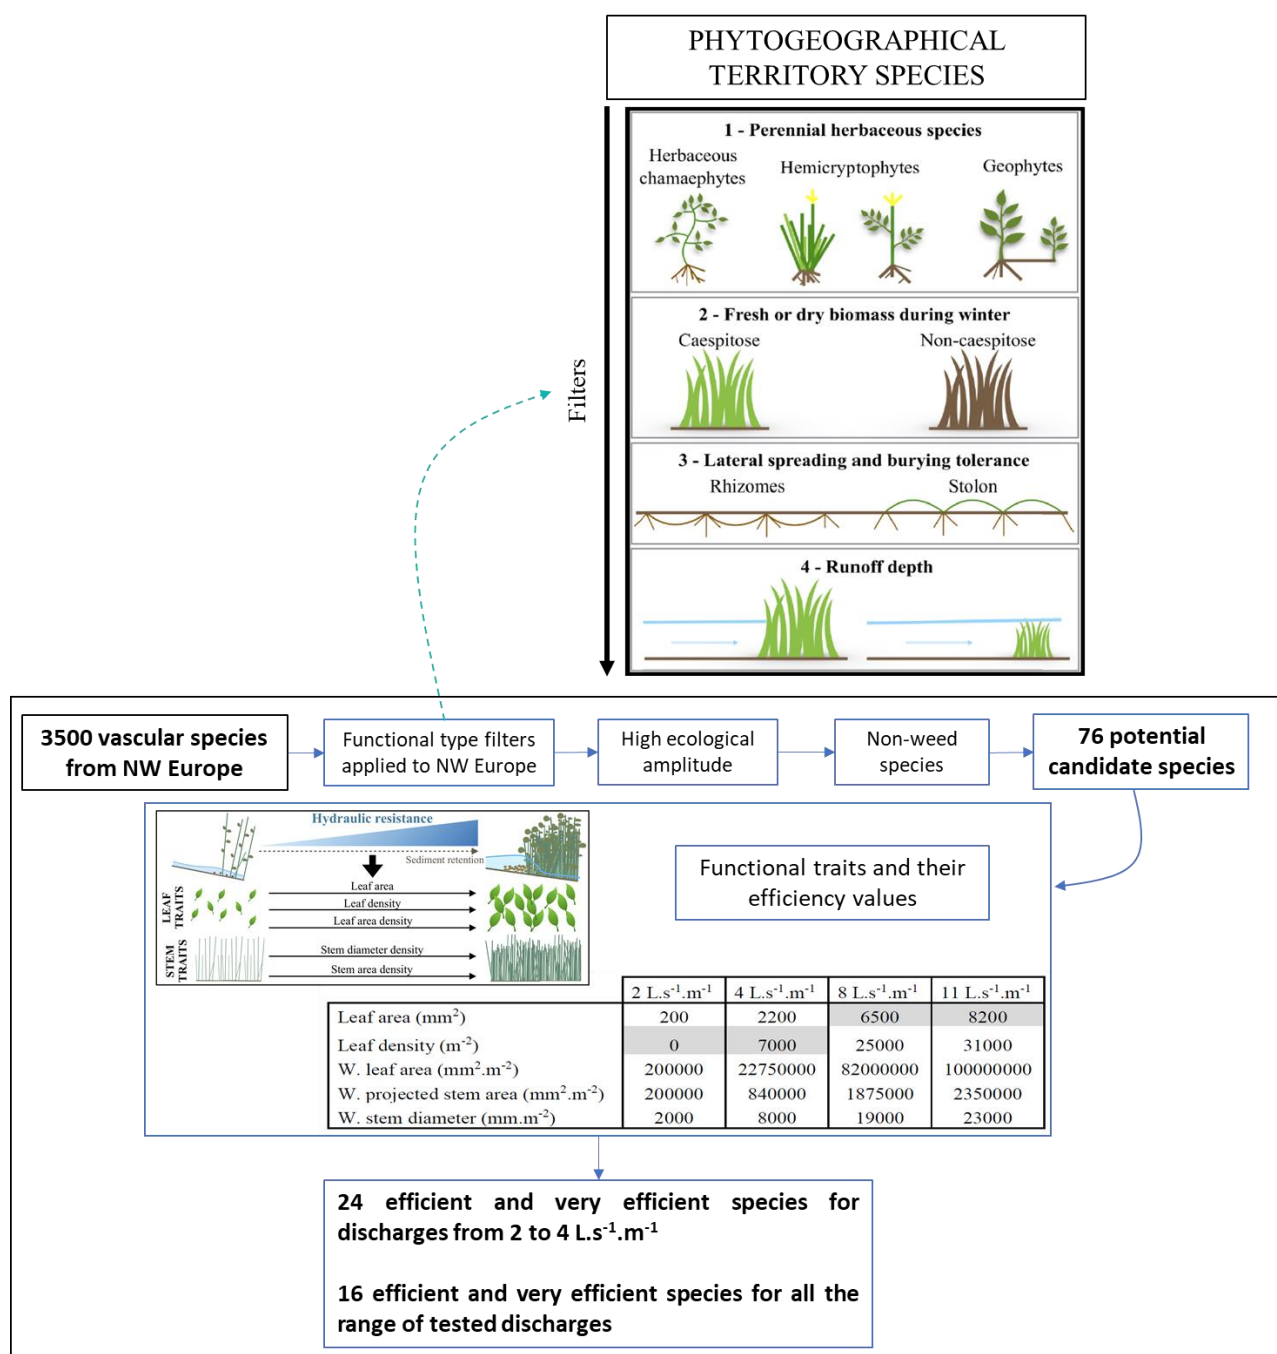 PHYTOGEOGRAPHICAL
TERRITORY SPECIES
Filters
1 - Perennial herbaceous species
Herbaceous
chamaephytes
Hemicryptophytes
Geophytes
2 - Fresh or dry biomass during winter
Caespitose
Non-caespitose
3 - Lateral spreading and burying tolerance
Rhizomes
Stolon
4 - Runoff depth
3500 vascular species
from NW Europe
Functional type filters
applied to NW Europe
High ecological
amplitude
Non-weed
species
76 potential
candidate species
Hydraulic resistance
Sediment retention
LEAF
TRAITS
Leaf area
Leaf density
Leaf area density
STEM
TRAITS
Stem diameter density
Stem area density
Functional traits and their
efficiency values
2 L.s⁻¹.m⁻¹ 4 L.s⁻¹.m⁻¹ 8 L.s⁻¹.m⁻¹ 11 L.s⁻¹.m⁻¹
Leaf area (mm²) 200 2200 6500 8200
Leaf density (m⁻²) 0 7000 25000 31000
W. leaf area (mm².m⁻²) 200000 22750000 82000000 100000000
W. projected stem area (mm².m⁻²) 200000 840000 1875000 2350000
W. stem diameter (mm.m⁻²) 2000 8000 19000 23000
24 efficient and very efficient species for
discharges from 2 to 4 L.s⁻¹.m⁻¹
16 efficient and very efficient species for all the
range of tested discharges